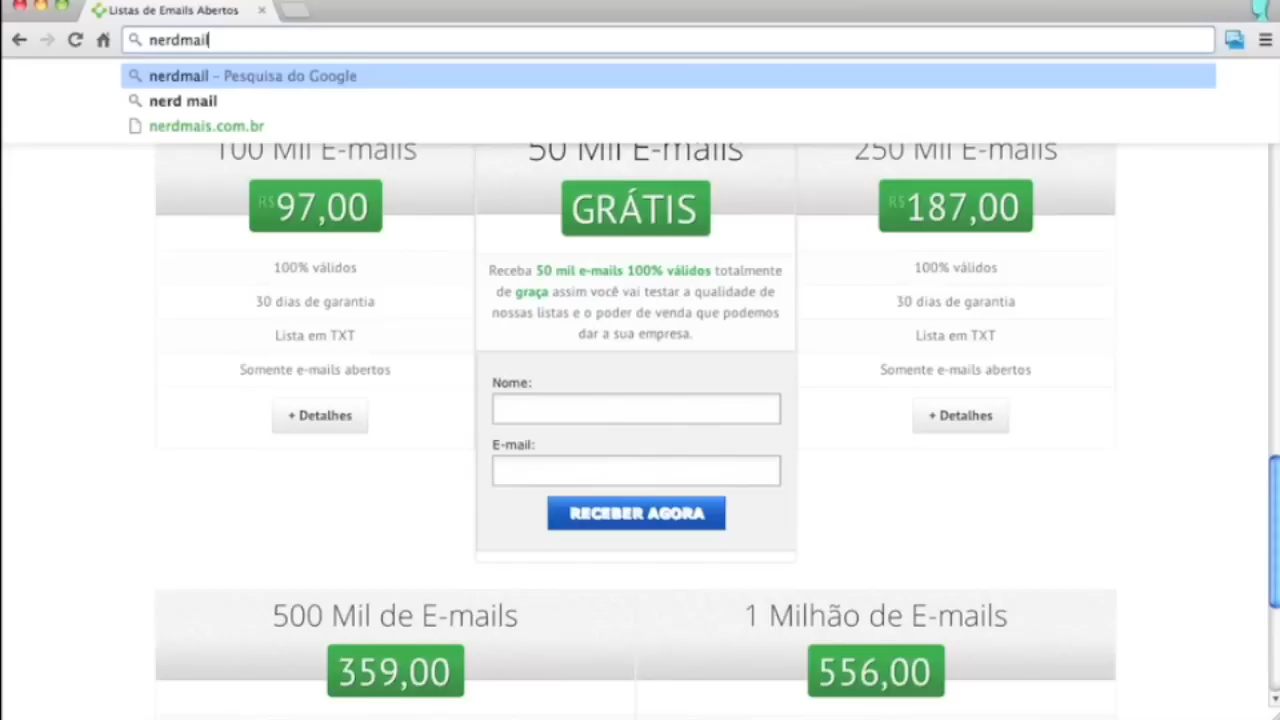 Listas de Emails Abertos
nerdmail
nerdmail – Pesquisa do Google
nerd mail
nerdmais.com.br
100 Mil E-mails
R$97,00
100% válidos
30 dias de garantia
Lista em TXT
Somente e-mails abertos
+ Detalhes
50 Mil E-mails
GRÁTIS
Receba 50 mil e-mails 100% válidos totalmente
de graça assim você vai testar a qualidade de
nossas listas e o poder de venda que podemos
dar a sua empresa.
Nome:
E-mail:
RECEBER AGORA
250 Mil E-mails
R$187,00
100% válidos
30 dias de garantia
Lista em TXT
Somente e-mails abertos
+ Detalhes
500 Mil de E-mails
359,00
1 Milhão de E-mails
556,00